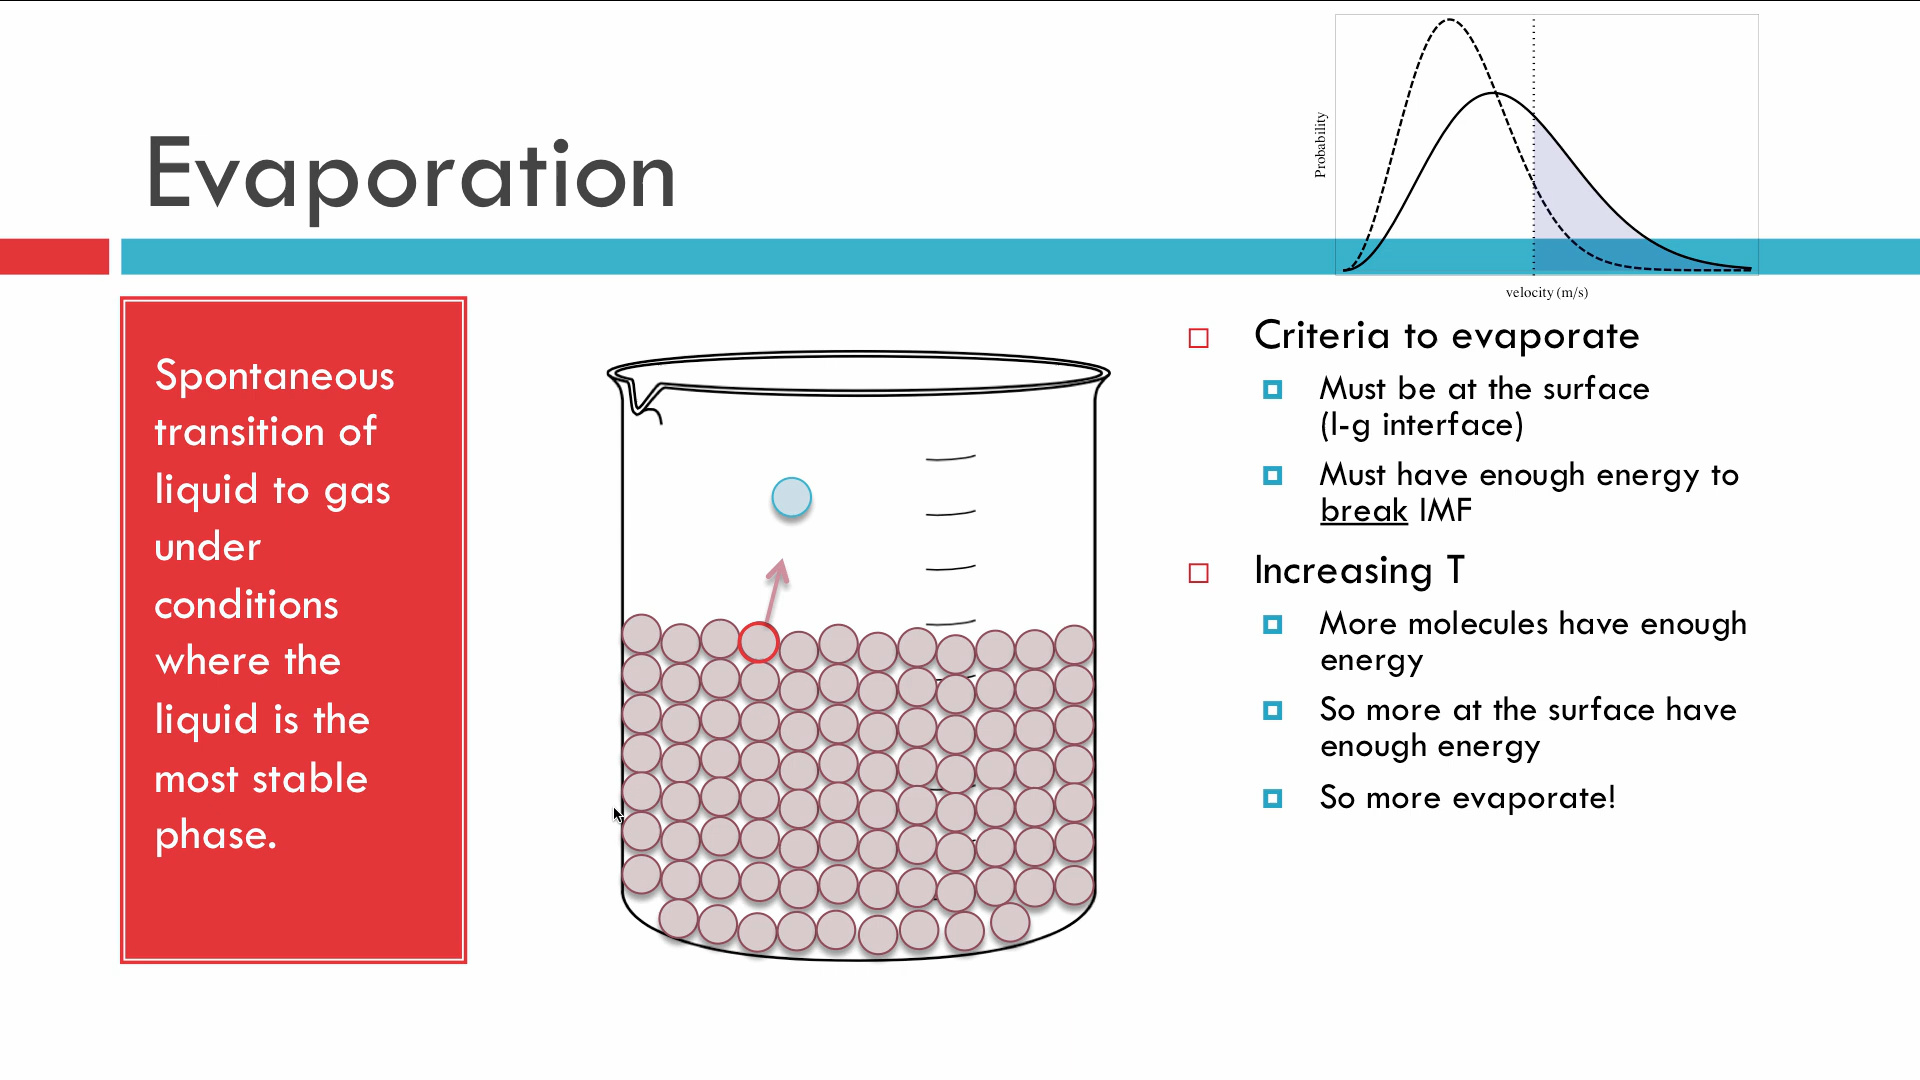 Evaporation
Probability
velocity (m/s)
Spontaneous
transition of
liquid to gas
under
conditions
where the
liquid is the
most stable
phase.
Criteria to evaporate
Must be at the surface
(l-g interface)
Must have enough energy to
break IMF
Increasing T
More molecules have enough
energy
So more at the surface have
enough energy
So more evaporate!